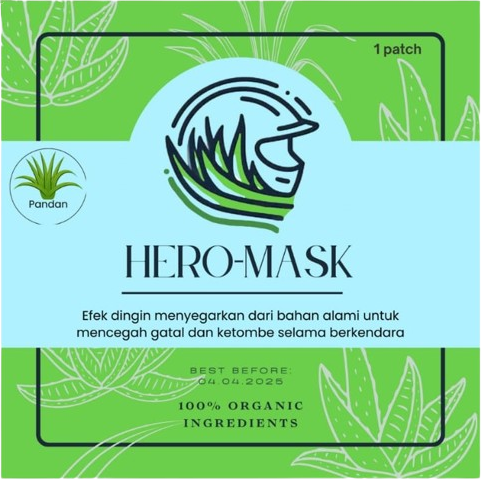 1 patch
Pandan
HERO-MASK
Efek dingin menyegarkan dari bahan alami untuk
mencegah gatal dan ketombe selama berkendara
BEST BEFORE:
04.04.2025
100% ORGANIC
INGREDIENTS